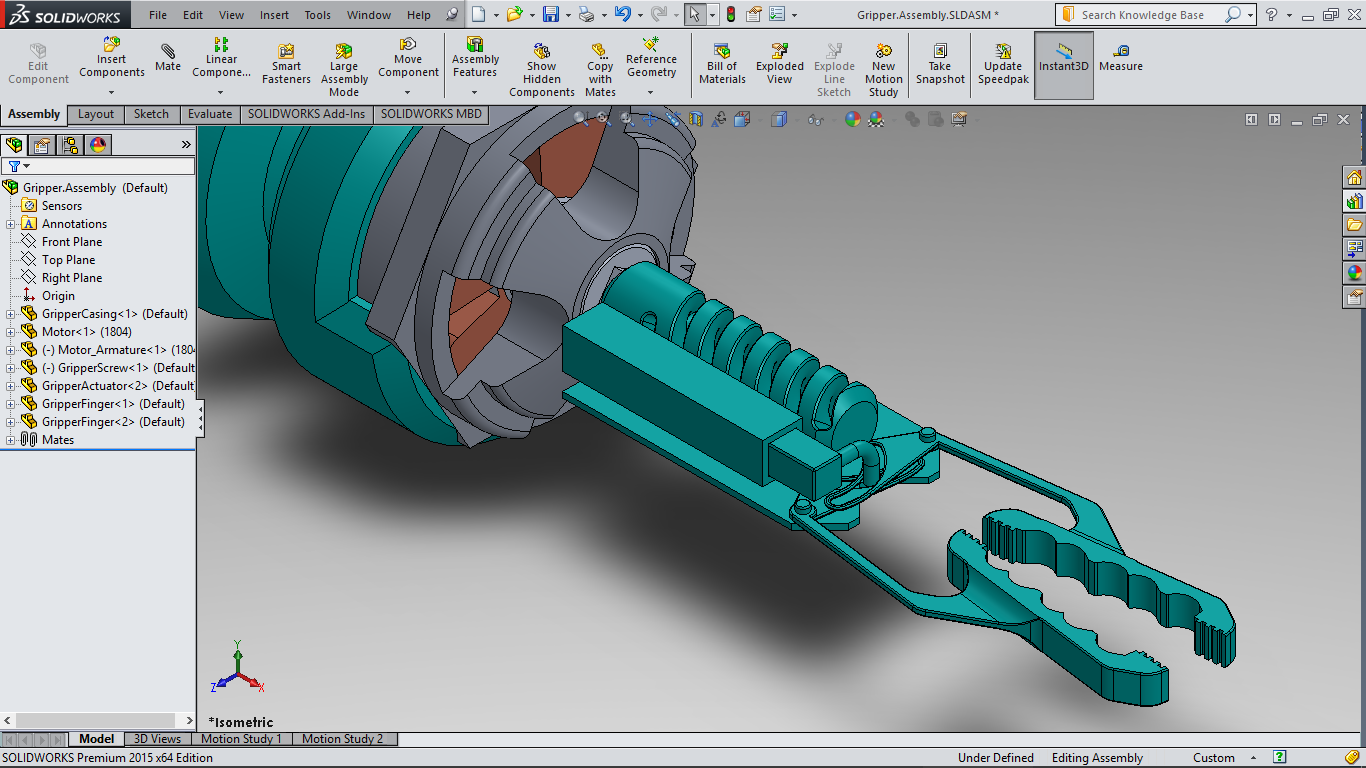 SOLIDWORKS File Edit View Insert Tools Window Help Gripper.Assembly.SLDASM * Search Knowledge Base ?
Edit Component
Insert Components
Mate
Linear Compone...
Smart Fasteners
Large Assembly Mode
Move Component
Assembly Features
Show Hidden Components
Copy with Mates
Reference Geometry
Bill of Materials
Exploded View
Explode Line Sketch
New Motion Study
Take Snapshot
Update Speedpak
Instant3D
Measure
Assembly Layout Sketch Evaluate SOLIDWORKS Add-Ins SOLIDWORKS MBD
Gripper.Assembly (Default)
Sensors
Annotations
Front Plane
Top Plane
Right Plane
Origin
GripperCasing<1> (Default)
Motor<1> (1804)
(-) Motor_Armature<1> (180
(-) GripperScrew<1> (Default
GripperActuator<2> (Default
GripperFinger<1> (Default)
GripperFinger<2> (Default)
Mates
Y
Z X
*Isometric
Model 3D Views Motion Study 1 Motion Study 2
SOLIDWORKS Premium 2015 x64 Edition Under Defined Editing Assembly Custom ?